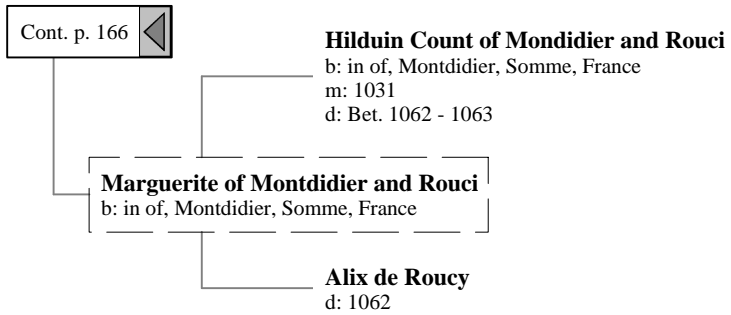 Cont. p. 166
Hilduin Count of Mondidier and Rouci
b: in of, Montdidier, Somme, France
m: 1031
d: Bet. 1062 - 1063
Marguerite of Montdidier and Rouci
b: in of, Montdidier, Somme, France
Alix de Roucy
d: 1062